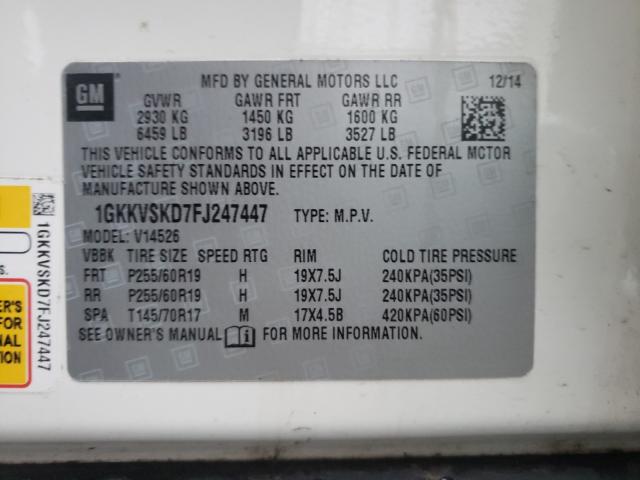 GM
MFD BY GENERAL MOTORS LLC 12/14
GVWR GAWR FRT GAWR RR
2930 KG 1450 KG 1600 KG
6459 LB 3196 LB 3527 LB
THIS VEHICLE CONFORMS TO ALL APPLICABLE U.S. FEDERAL MOTOR
VEHICLE SAFETY STANDARDS IN EFFECT ON THE DATE OF
MANUFACTURE SHOWN ABOVE.
1GKKVSKD7FJ247447 TYPE: M.P.V.
MODEL: V14526
VBBK TIRE SIZE SPEED RTG RIM COLD TIRE PRESSURE
FRT P255/60R19 H 19X7.5J 240KPA(35PSI)
RR P255/60R19 H 19X7.5J 240KPA(35PSI)
SPA T145/70R17 M 17X4.5B 420KPA(60PSI)
SEE OWNER'S MANUAL FOR MORE INFORMATION.
1GKKVSKD7FJ247447
FOR